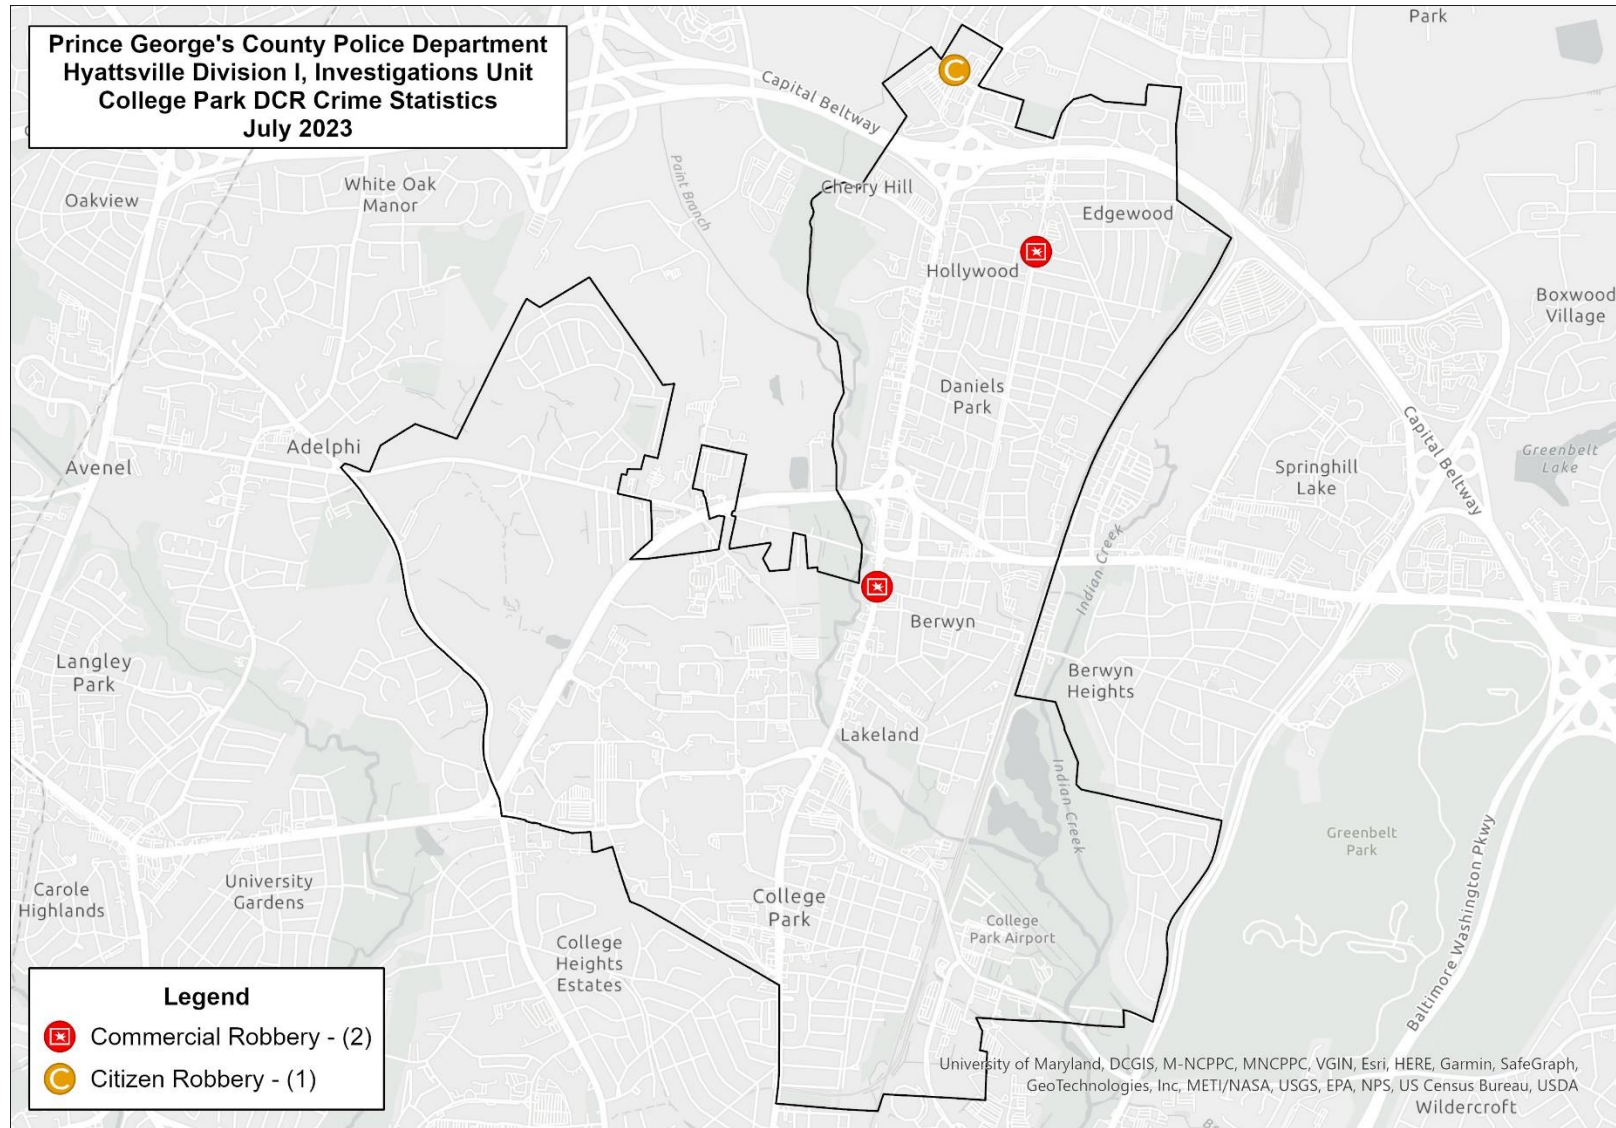 Prince George's County Police Department
Hyattsville Division I, Investigations Unit
College Park DCR Crime Statistics
July 2023
Park
Capital Beltway
C
Paint Branch
White Oak
Manor
Oakview
Cherry Hill
Edgewood
Hollywood
Boxwood
Village
Daniels
Park
Adelphi
Avenel
Capital Beltway
Springhill
Lake
Greenbelt
Lake
Indian Creek
Berwyn
Langley
Park
Berwyn
Heights
Lakeland
Indian Creek
Greenbelt
Park
Baltimore Washington Pkwy
Carole
Highlands
University
Gardens
College
Park
College
Park Airport
College
Heights
Estates
Legend
Commercial Robbery - (2)
C Citizen Robbery - (1)
University of Maryland, DCGIS, M-NCPPC, MNCPPC, VGIN, Esri, HERE, Garmin, SafeGraph,
GeoTechnologies, Inc, METI/NASA, USGS, EPA, NPS, US Census Bureau, USDA
Wildercroft